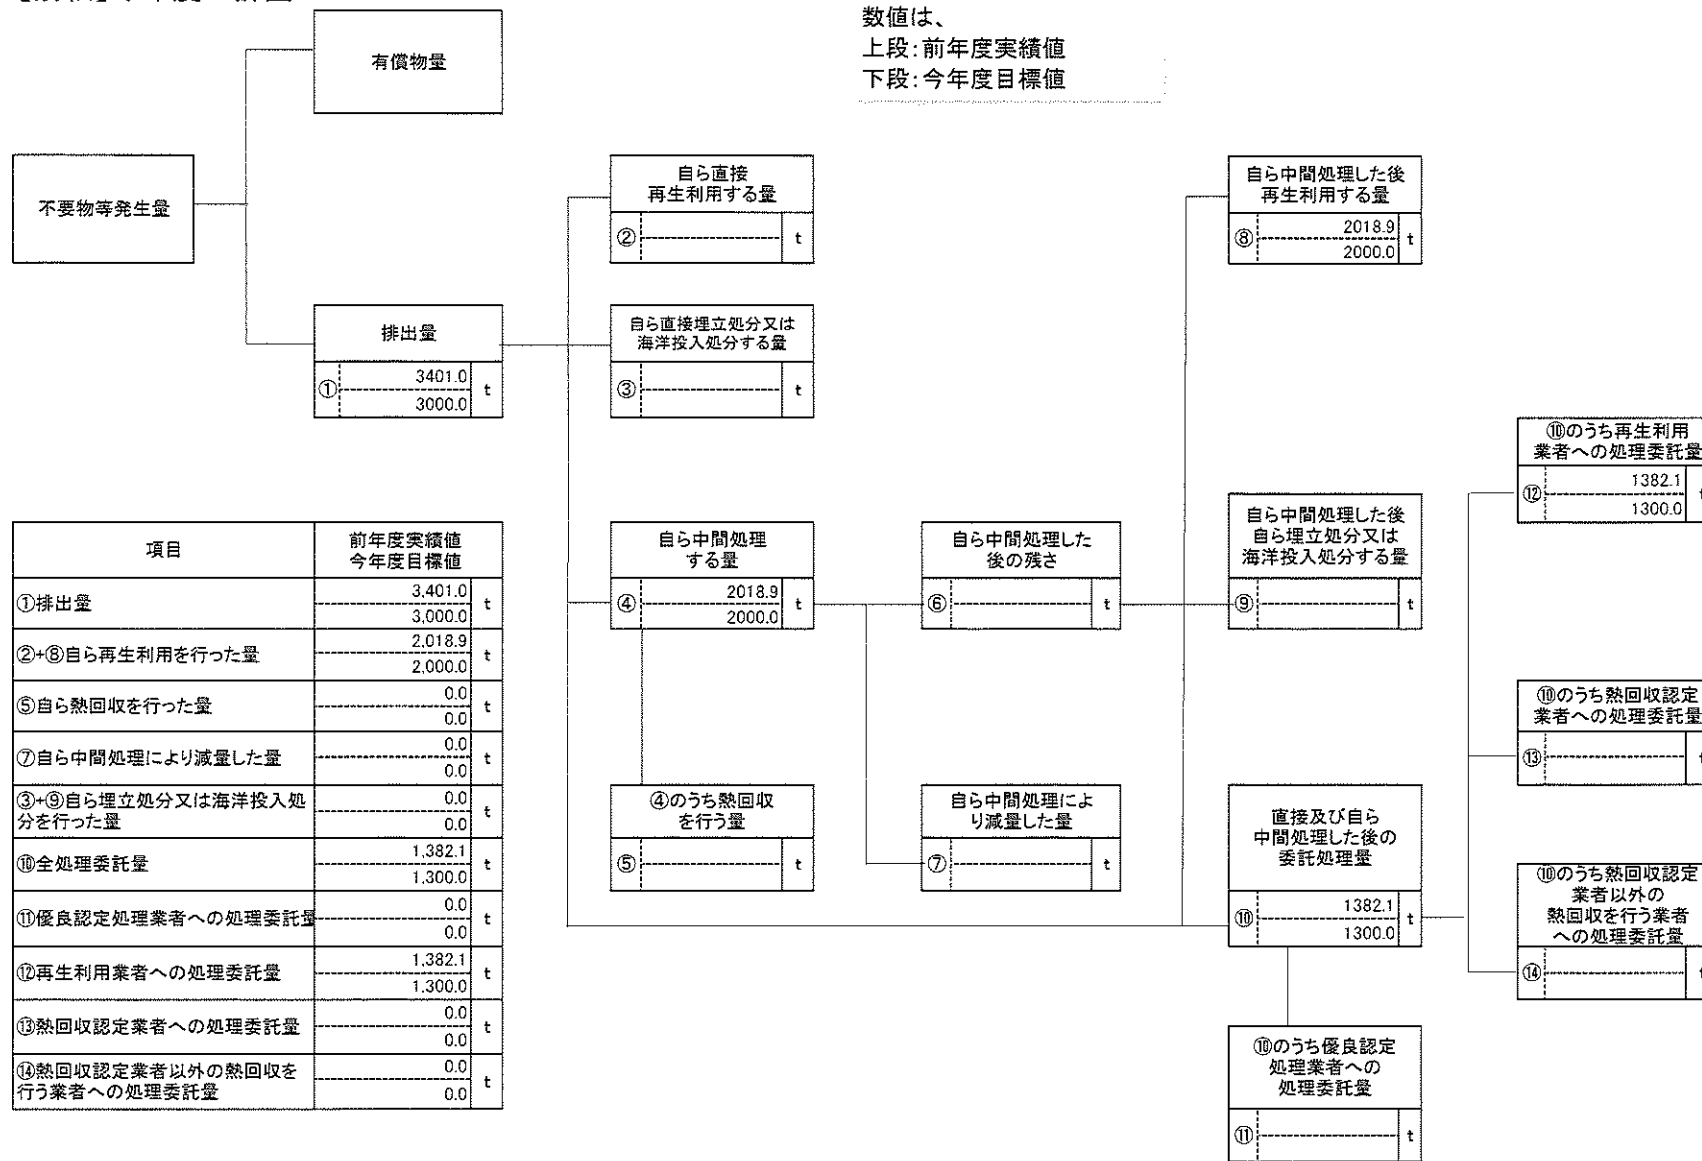 数値は、
上段：前年度実績値
下段：今年度目標値
有償物量
不要物等発生量
排出量
①
3401.0
3000.0
t
自ら直接
再生利用する量
②
t
自ら直接埋立処分又は
海洋投入処分する量
③
t
自ら中間処理した後
再生利用する量
⑧
2018.9
2000.0
t
自ら中間処理
する量
④
2018.9
2000.0
t
自ら中間処理した
後の残さ
⑥
t
自ら中間処理した後
自ら埋立処分又は
海洋投入処分する量
⑨
t
⑩のうち再生利用
業者への処理委託量
⑫
1382.1
1300.0
⑩のうち熱回収認定
業者への処理委託量
⑬
④のうち熱回収
を行う量
⑤
t
自ら中間処理によ
り減量した量
⑦
t
直接及び自ら
中間処理した後の
委託処理量
⑩
1382.1
1300.0
t
⑩のうち熱回収認定
業者以外の
熱回収を行う業者
への処理委託量
⑭
⑩のうち優良認定
処理業者への
処理委託量
⑪
t
項目
前年度実績値
今年度目標値
①排出量
3,401.0
3,000.0
t
②+⑧自ら再生利用を行った量
2,018.9
2,000.0
t
⑤自ら熱回収を行った量
0.0
0.0
t
⑦自ら中間処理により減量した量
0.0
0.0
t
③+⑨自ら埋立処分又は海洋投入処
分を行った量
0.0
0.0
t
⑩全処理委託量
1,382.1
1,300.0
t
⑪優良認定処理業者への処理委託量
0.0
0.0
t
⑫再生利用業者への処理委託量
1,382.1
1,300.0
t
⑬熱回収認定業者への処理委託量
0.0
0.0
t
⑭熱回収認定業者以外の熱回収を
行う業者への処理委託量
0.0
0.0
t